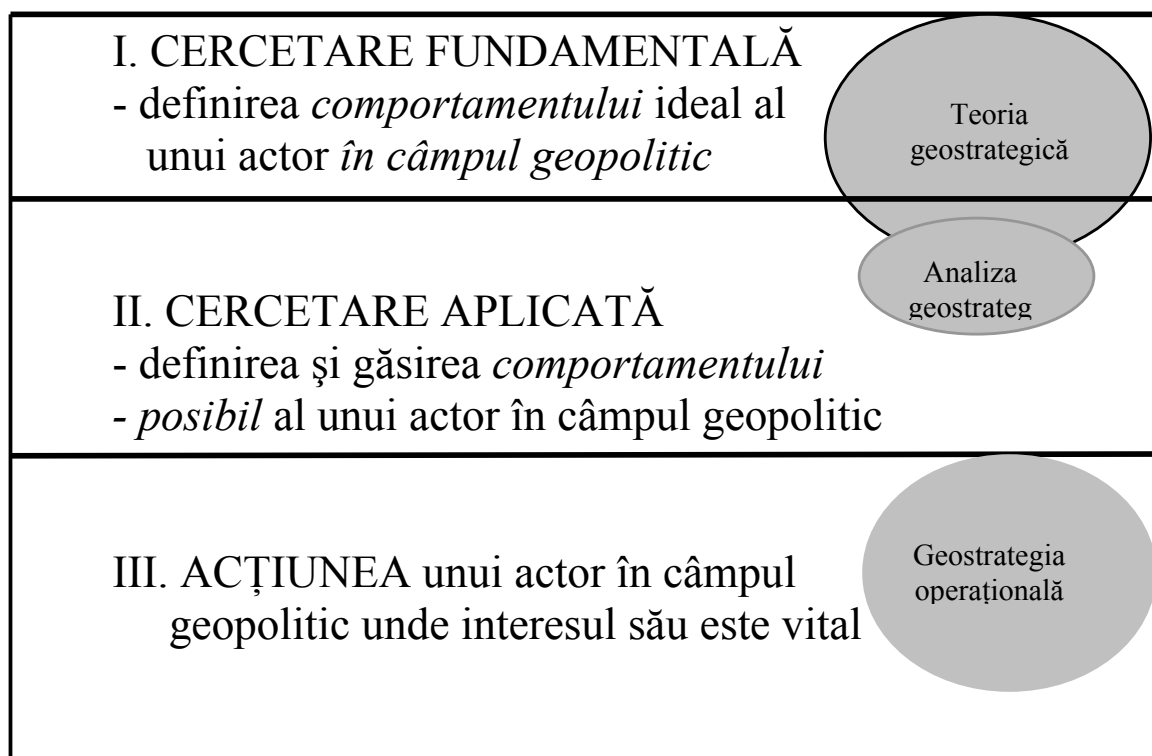 I. CERCETARE FUNDAMENTALĂ
- definirea comportamentului ideal al
unui actor în câmpul geopolitic
Teoria
geostrategică
Analiza
geostrateg
II. CERCETARE APLICATĂ
- definirea şi găsirea comportamentului
- posibil al unui actor în câmpul geopolitic
III. ACŢIUNEA unui actor în câmpul
geopolitic unde interesul său este vital
Geostrategia
operaţională